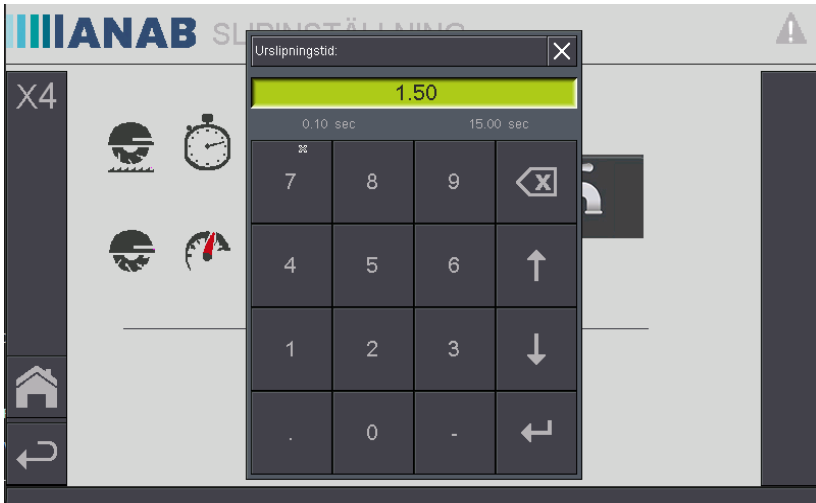 ANAB SLIPINSTÄLLNING
X4
Urslipningstid:
1.50
0.10 sec 15.00 sec
7 8 9 X
4 5 6
1 2 3
. 0 -